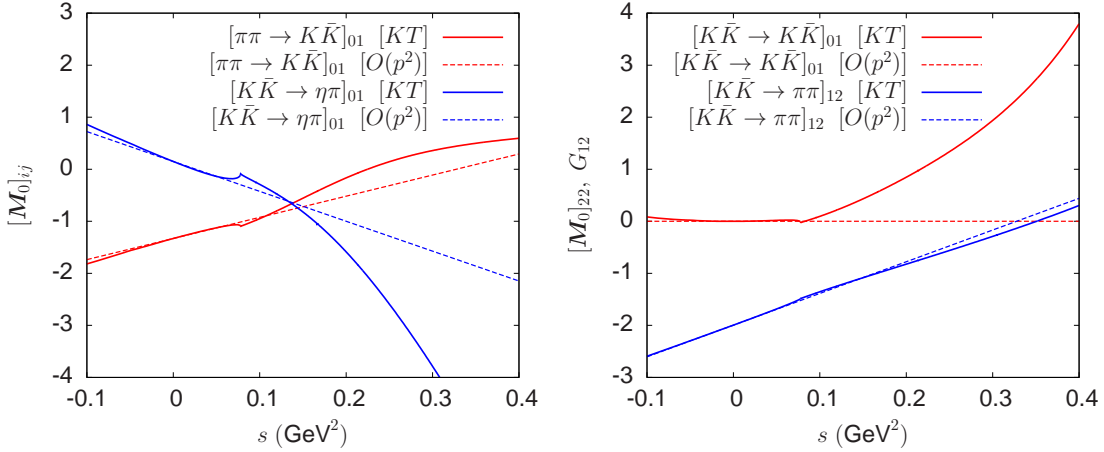 3
2
1
0
-1
-2
-3
-4
[M₀]ᵢⱼ
[ππ → KK̄]₀₁ [KT]
[ππ → KK̄]₀₁ [O(p²)]
[KK̄ → ηπ]₀₁ [KT]
[KK̄ → ηπ]₀₁ [O(p²)]
-0.1 0 0.1 0.2 0.3 0.4
s (GeV²)
4
3
2
1
0
-1
-2
-3
[M₀]₂₂, G₁₂
[KK̄ → KK̄]₀₁ [KT]
[KK̄ → KK̄]₀₁ [O(p²)]
[KK̄ → ππ]₁₂ [KT]
[KK̄ → ππ]₁₂ [O(p²)]
-0.1 0 0.1 0.2 0.3 0.4
s (GeV²)